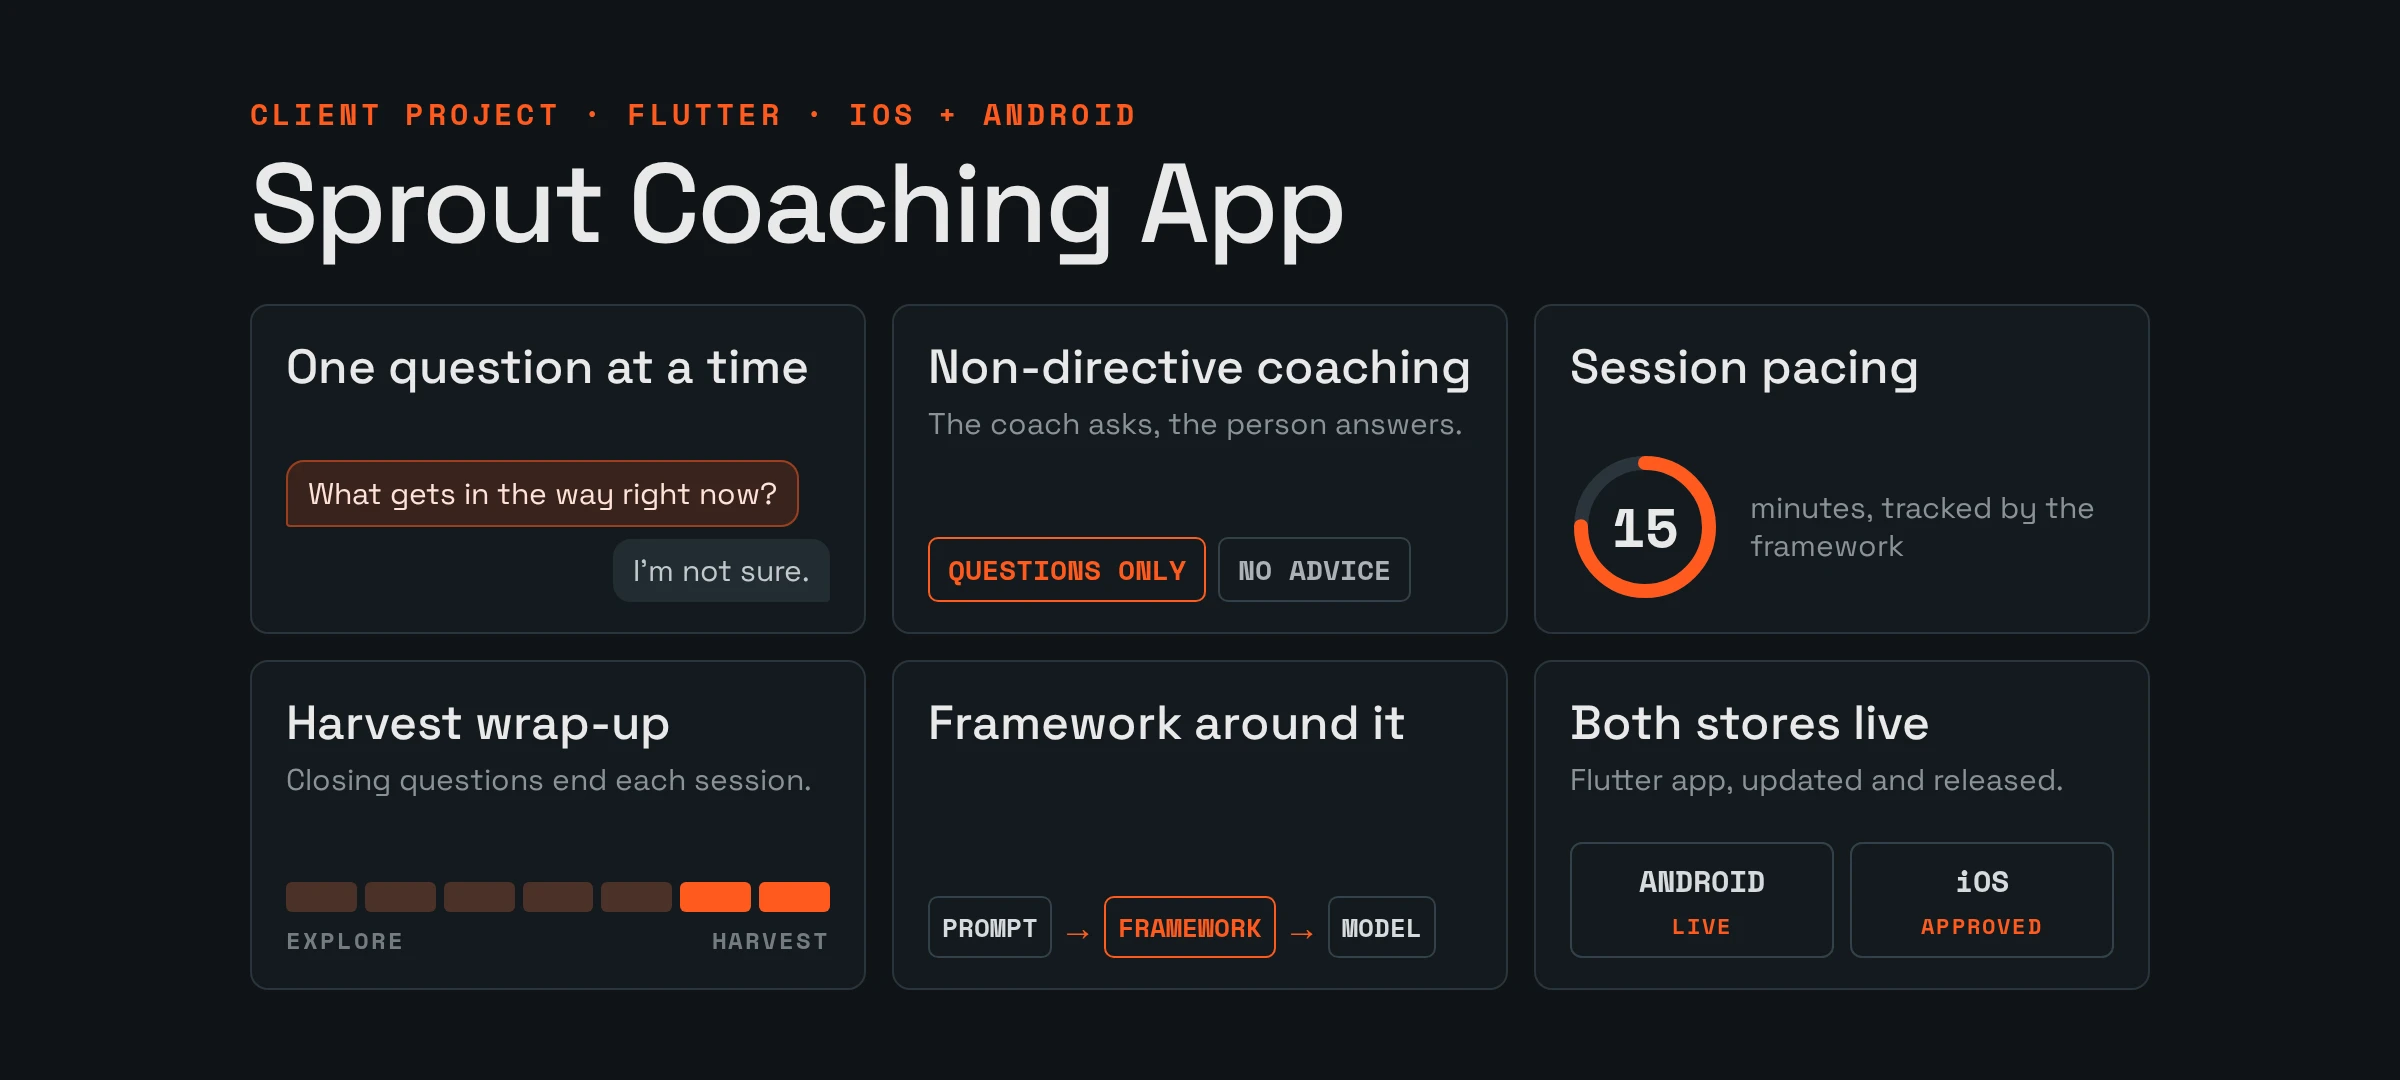 CLIENT PROJECT · FLUTTER · IOS + ANDROID
Sprout Coaching App
One question at a time
What gets in the way right now?
I'm not sure.
Non-directive coaching
The coach asks, the person answers.
QUESTIONS ONLY
NO ADVICE
Session pacing
15
minutes, tracked by the
framework
Harvest wrap-up
Closing questions end each session.
EXPLORE
HARVEST
Framework around it
PROMPT → FRAMEWORK → MODEL
Both stores live
Flutter app, updated and released.
ANDROID
LIVE
iOS
APPROVED